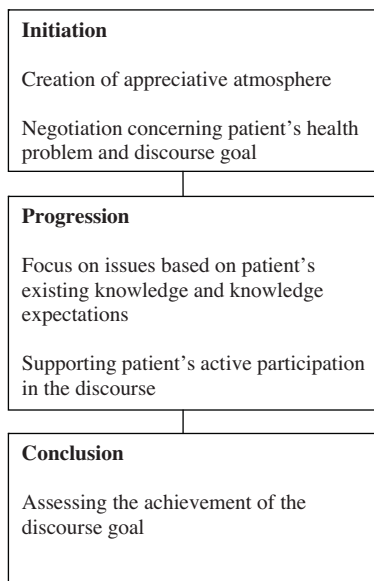 Initiation
Creation of appreciative atmosphere
Negotiation concerning patient’s health
problem and discourse goal
Progression
Focus on issues based on patient’s
existing knowledge and knowledge
expectations
Supporting patient’s active participation
in the discourse
Conclusion
Assessing the achievement of the
discourse goal